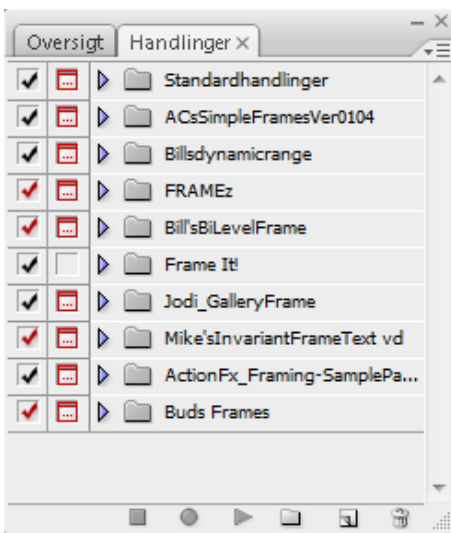 Oversigt Handlinger
Standardhandlinger
ACsSimpleFramesVer0104
Billsdynamicrange
FRAMEz
Bill'sBiLevelFrame
Frame It!
Jodi_GalleryFrame
Mike'sInvariantFrameText vd
ActionFx_Framing-SamplePa...
Buds Frames